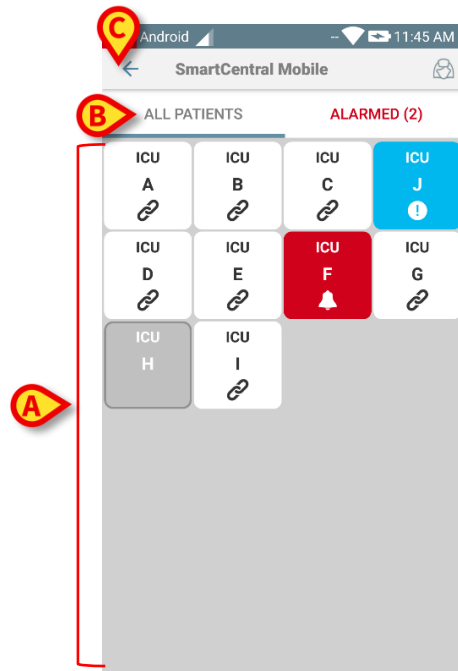 C
Android -- 11:45 AM
SmartCentral Mobile
B
ALL PATIENTS ALARMED (2)
ICU ICU ICU ICU
A B C J
ICU ICU ICU ICU
D E F G
ICU ICU
H I
A